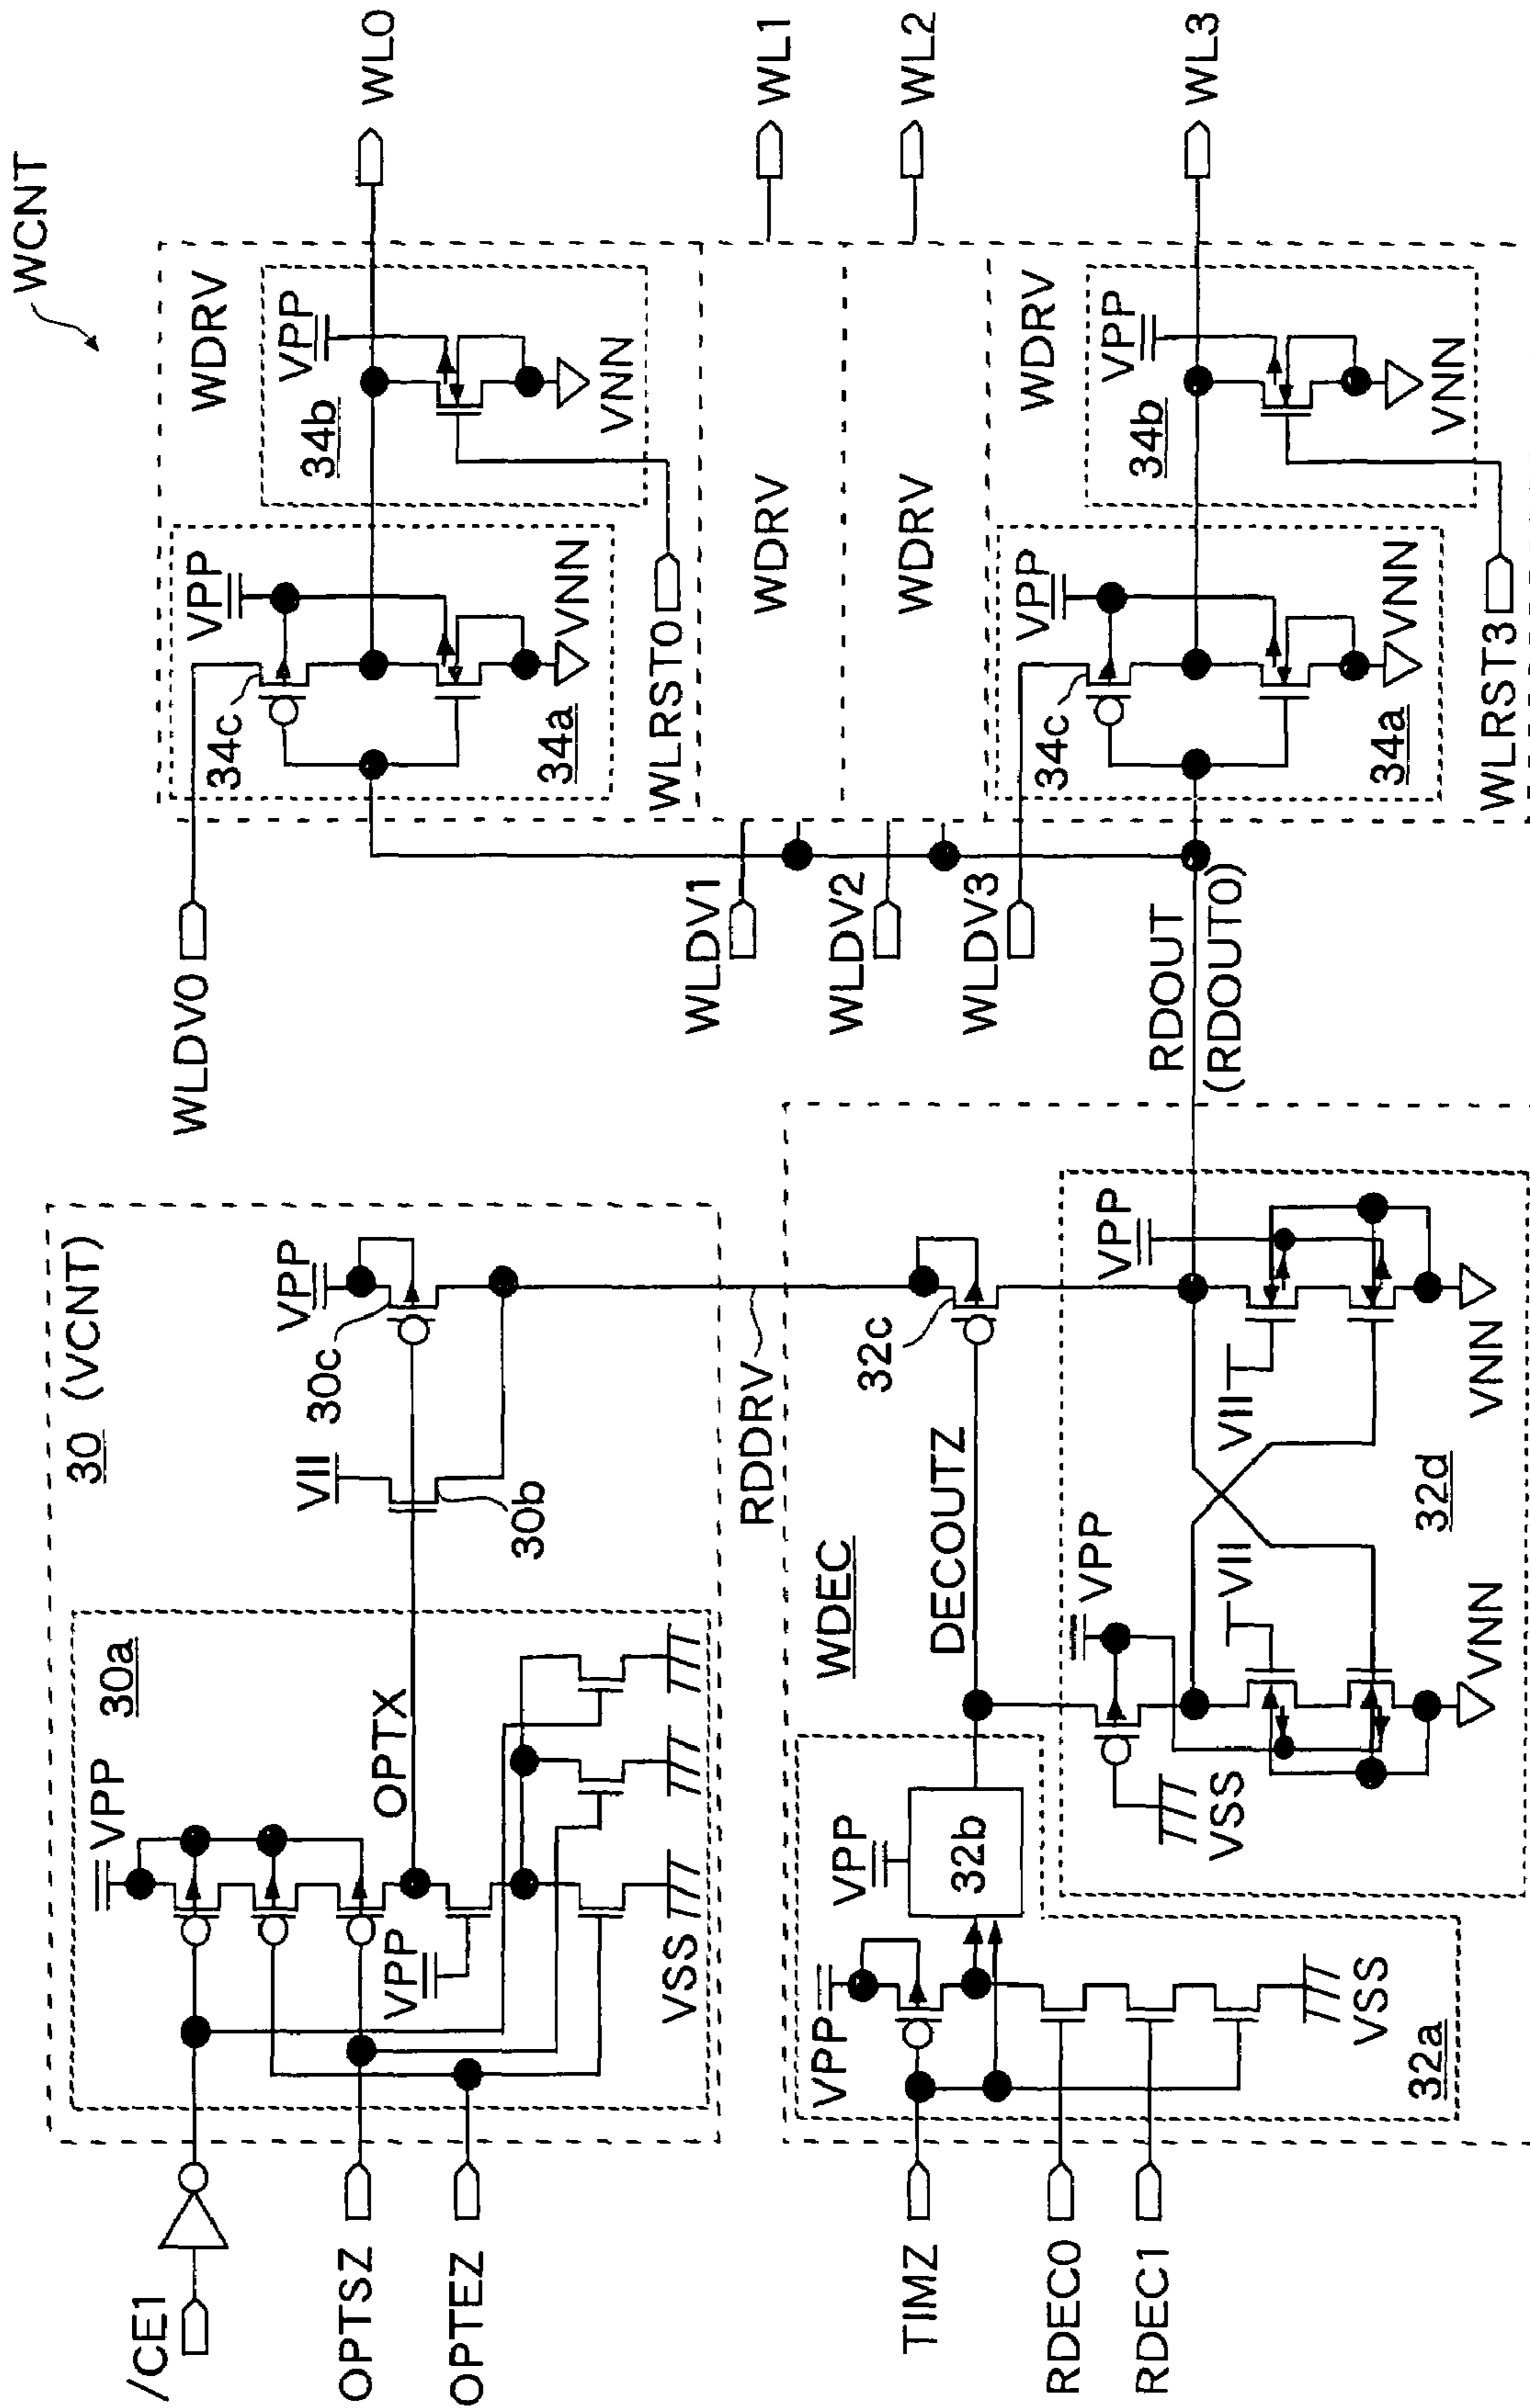 WCNT
/CE1
OPTSZ
OPTEZ
30 (VCNT)
30a
VPP
VPP
VSS
OPTX
VII
30b
VPP
30c
RDDRV
TIMZ
RDEC0
RDEC1
WDEC
VPP
32a
VSS
VPP
32b
DECOUTZ
32c
VPP
VSS
VII
VNN
32d
VPP
VII
VNN
RDOUT
(RDOUT0)
WLDV0
WLDV1
WLDV2
WLDV3
WDRV
34c
VPP
34a
VNN
34b
VPP
VNN
WLRST0
WL0
WDRV
WL1
WDRV
WL2
WDRV
34c
VPP
34a
VNN
34b
VPP
VNN
WLRST3
WL3